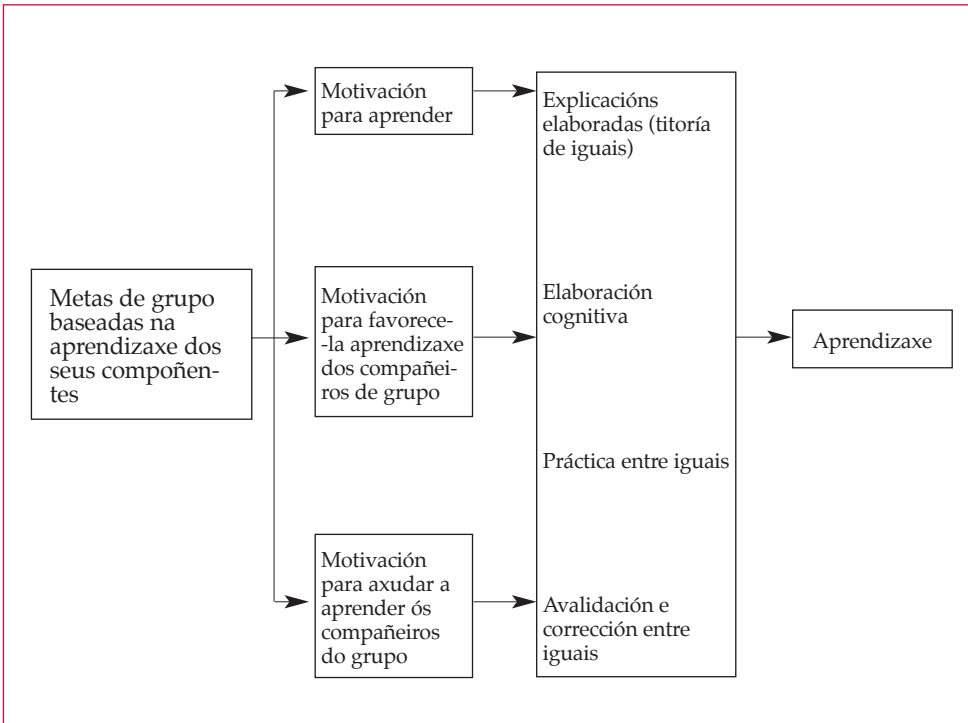 Metas de grupo
baseadas na
aprendizaxe dos
seus compoñen-
tes
Motivación
para aprender
Motivación
para favorece-
-la aprendizaxe
dos compañei-
ros de grupo
Motivación
para axudar a
aprender ós
compañeiros
do grupo
Explicacións
elaboradas (titoría
de iguais)
Elaboración
cognitiva
Práctica entre iguais
Avalidación e
corrección entre
iguais
Aprendizaxe